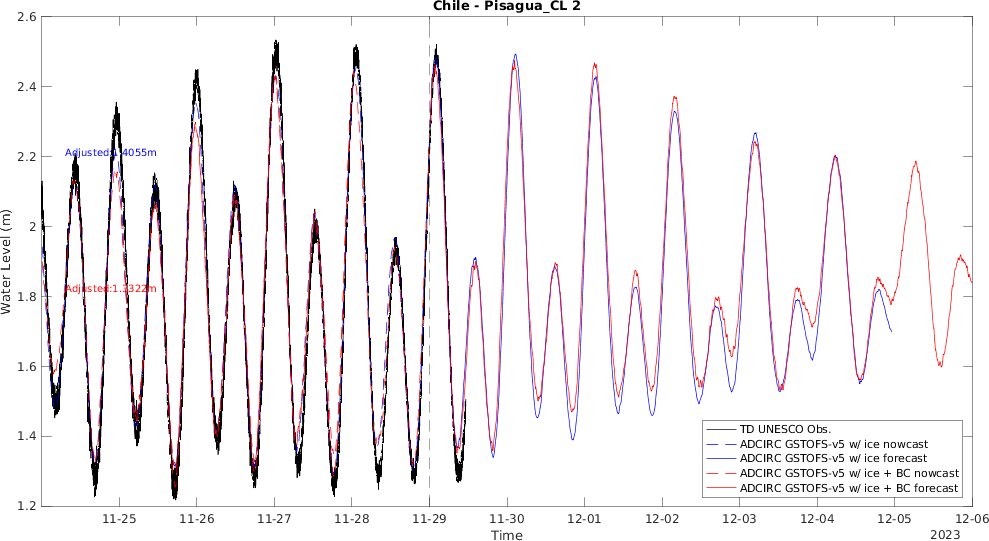 Chile - Pisagua_CL 2
2.6
2.4
2.2
2
1.8
1.6
1.4
1.2
Water Level (m)
Adjusted:1.4055m
Adjusted:1.3322m
TD UNESCO Obs.
ADCIRC GSTOFS-v5 w/ ice nowcast
ADCIRC GSTOFS-v5 w/ ice forecast
ADCIRC GSTOFS-v5 w/ ice + BC nowcast
ADCIRC GSTOFS-v5 w/ ice + BC forecast
11-25 11-26 11-27 11-28 11-29 11-30 12-01 12-02 12-03 12-04 12-05 12-06
Time
2023